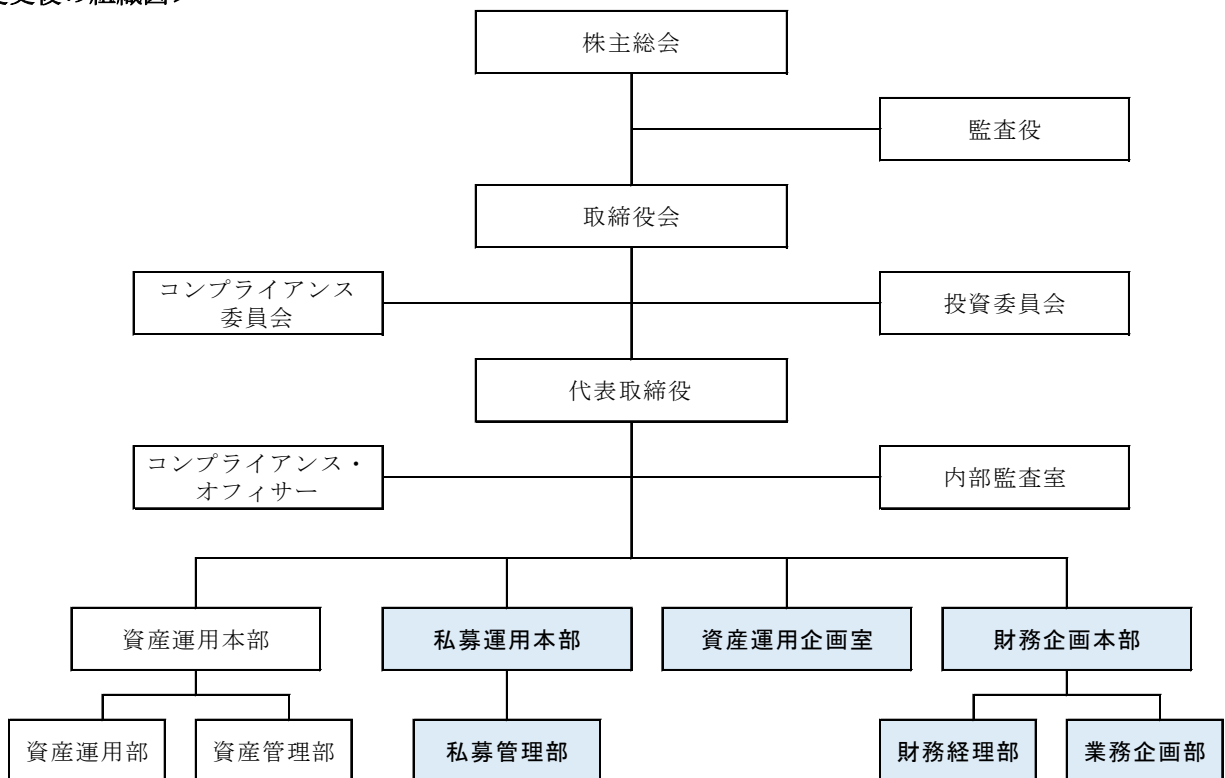 後の組織図>
株主総会
監査役
取締役会
コンプライアンス
委員会
投資委員会
代表取締役
コンプライアンス・
オフィサー
内部監査室
資産運用本部
私募運用本部
資産運用企画室
財務企画本部
資産運用部
資産管理部
私募管理部
財務経理部
業務企画部